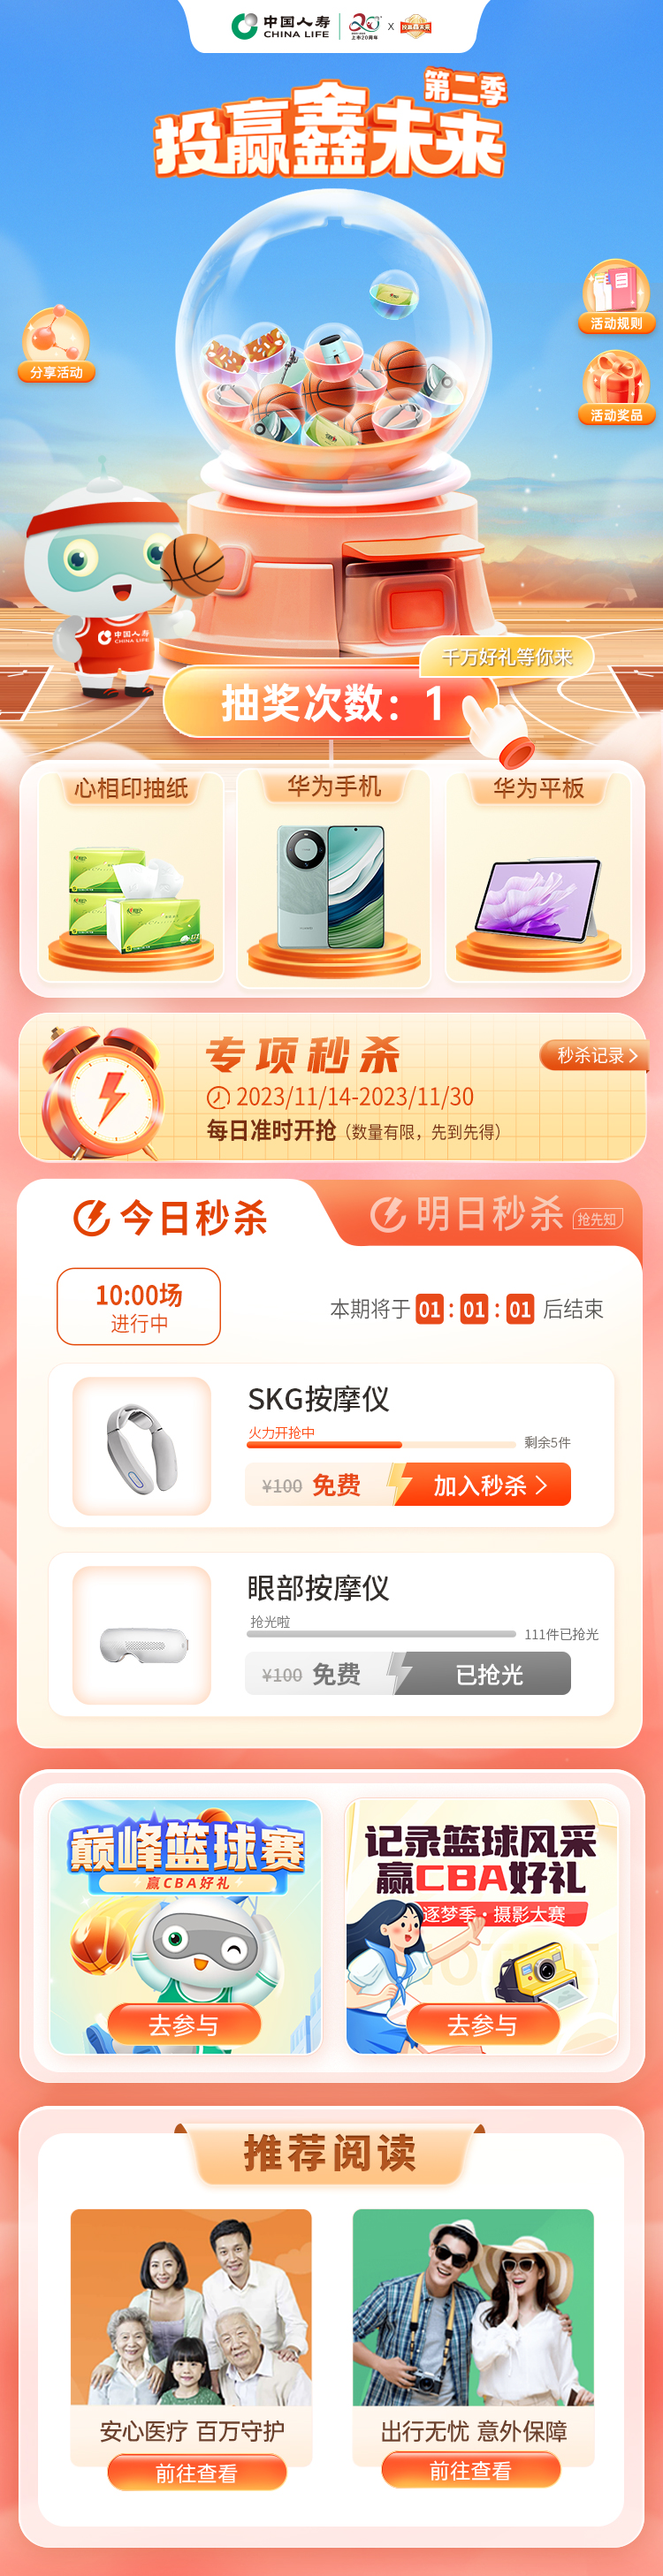 中国人寿
CHINA LIFE
20
上市20周年
X
投赢鑫未来
第二季
投赢鑫未来
活动规则
分享活动
活动奖品
中国人寿
CHINA LIFE
千万好礼等你来
抽奖次数：1
心相印抽纸
华为手机
华为平板
专项秒杀
秒杀记录
2023/11/14-2023/11/30
每日准时开抢（数量有限，先到先得）
今日秒杀
明日秒杀
抢先知
10:00场
进行中
本期将于 01 : 01 : 01 后结束
SKG按摩仪
火力开抢中
剩余5件
¥100 免费
加入秒杀
眼部按摩仪
抢光啦
111件已抢光
¥100 免费
已抢光
巅峰篮球赛
赢CBA好礼
去参与
记录篮球风采
赢CBA好礼
逐梦季·摄影大赛
去参与
推荐阅读
安心医疗 百万守护
前往查看
出行无忧 意外保障
前往查看